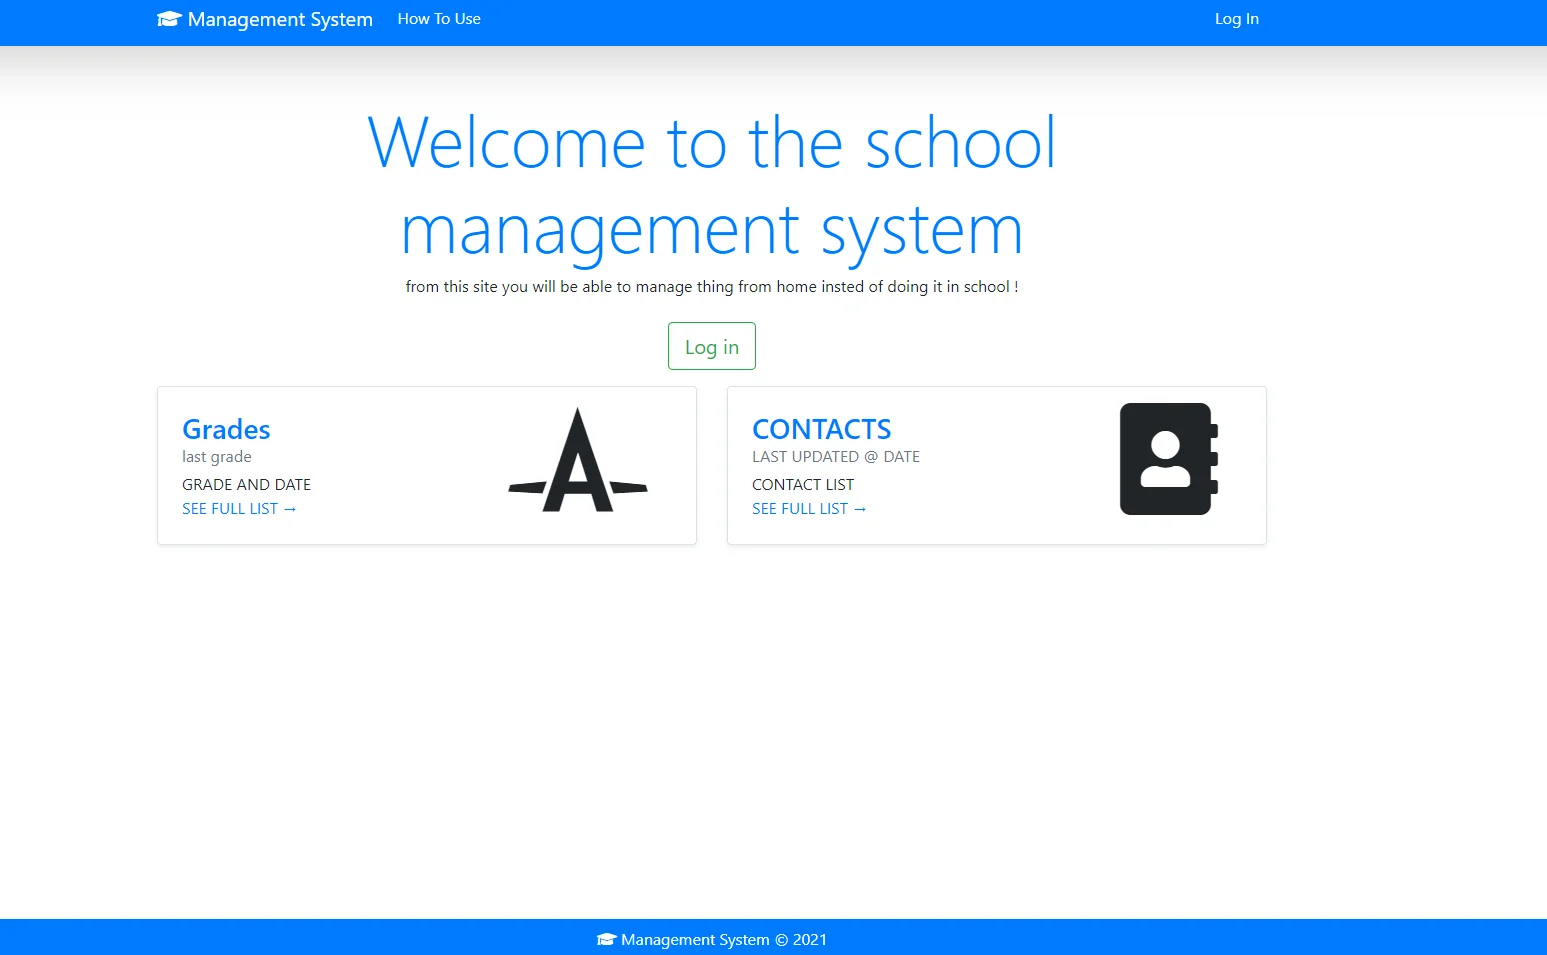 Management System How To Use Log In
Welcome to the school
management system
from this site you will be able to manage thing from home insted of doing it in school !
Log in
Grades
last grade
GRADE AND DATE
SEE FULL LIST →
CONTACTS
LAST UPDATED @ DATE
CONTACT LIST
SEE FULL LIST →
Management System © 2021